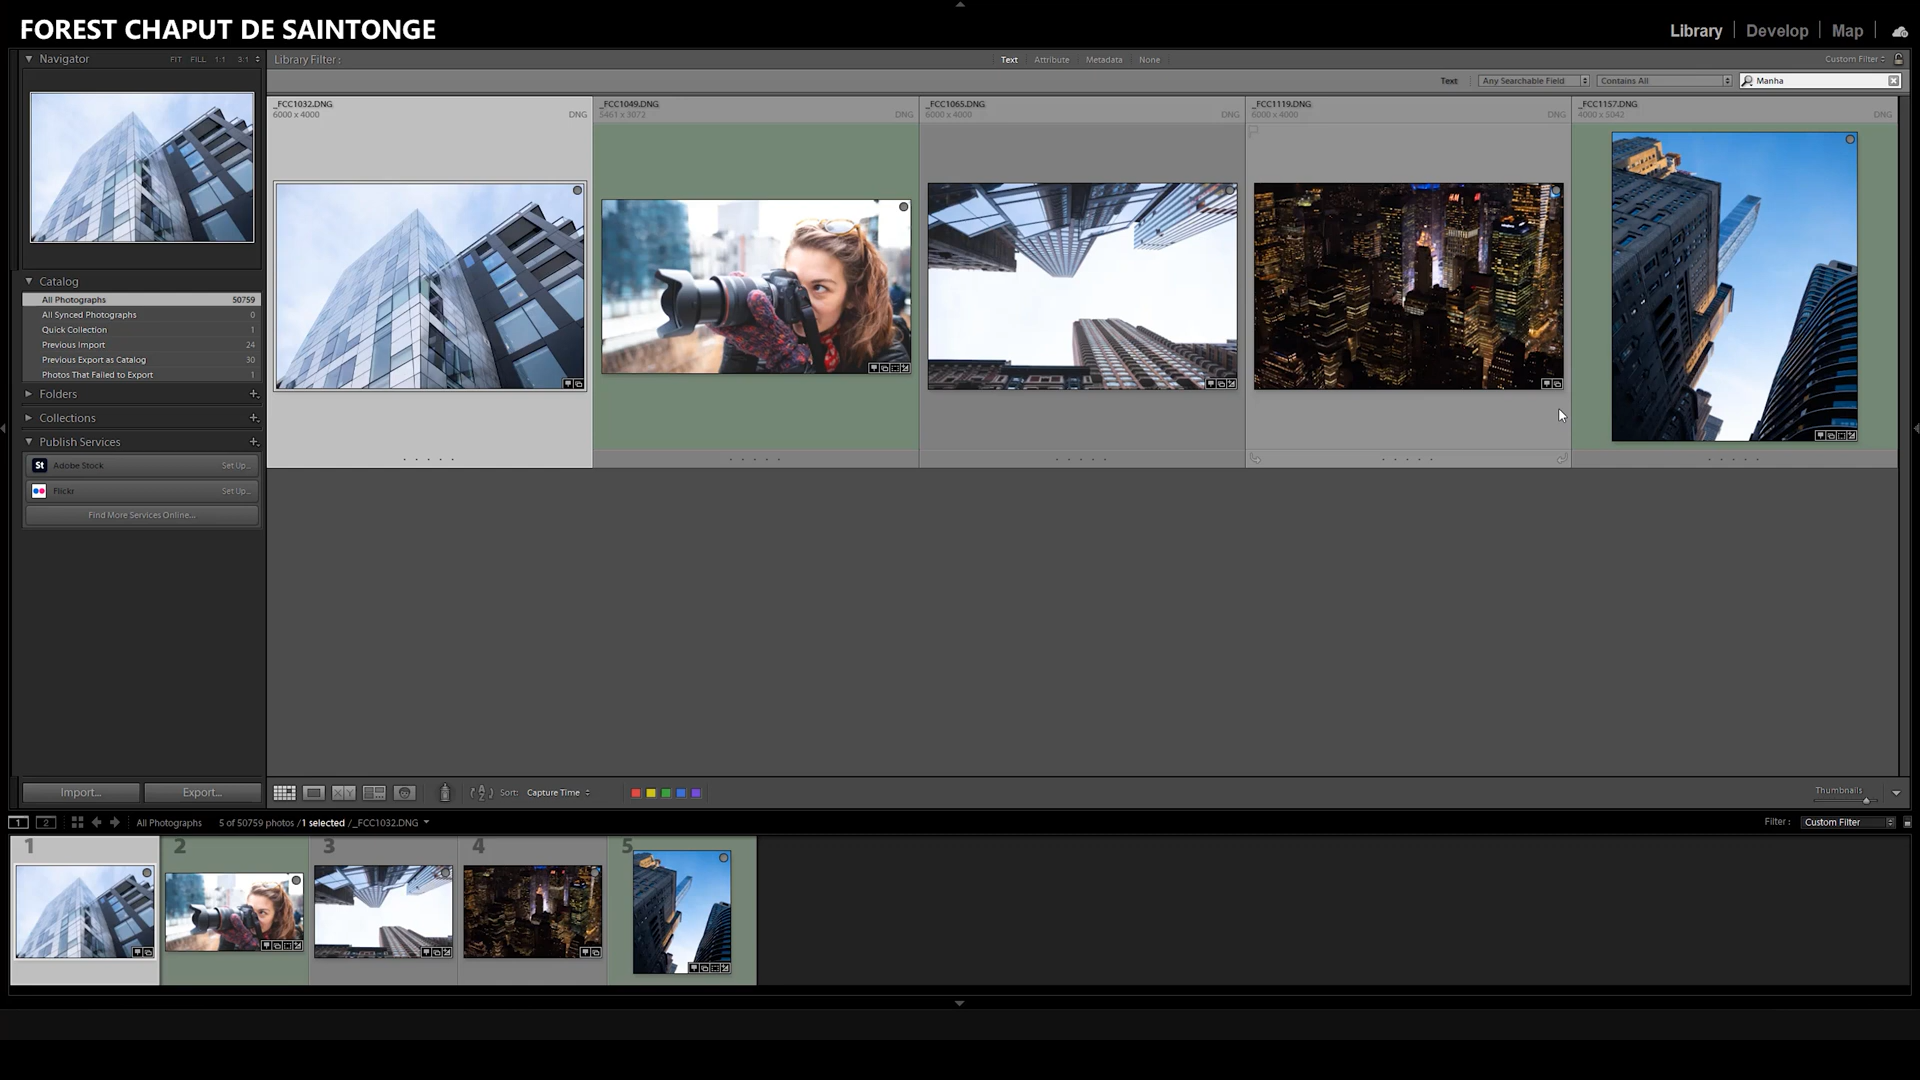 FOREST CHAPUT DE SAINTONGE
Library Develop Map
Navigator FIT FILL 1:1 3:1
Library Filter : Text Attribute Metadata None Custom Filter
Text Any Searchable Field Contains All Manha
_FCC1032.DNG
6000 x 4000 DNG
_FCC1049.DNG
5461 x 3072 DNG
_FCC1065.DNG
6000 x 4000 DNG
_FCC1119.DNG
6000 x 4000 DNG
_FCC1157.DNG
4000 x 5042 DNG
Catalog
All Photographs 50759
All Synced Photographs 0
Quick Collection 1
Previous Import 24
Previous Export as Catalog 30
Photos That Failed to Export 1
Folders +
Collections +
Publish Services +
St Adobe Stock Set Up...
Flickr Set Up...
Find More Services Online...
Import... Export...
XY Sort: Capture Time Thumbnails
1 2 All Photographs 5 of 50759 photos / 1 selected / _FCC1032.DNG Filter : Custom Filter
1 2 3 4 5